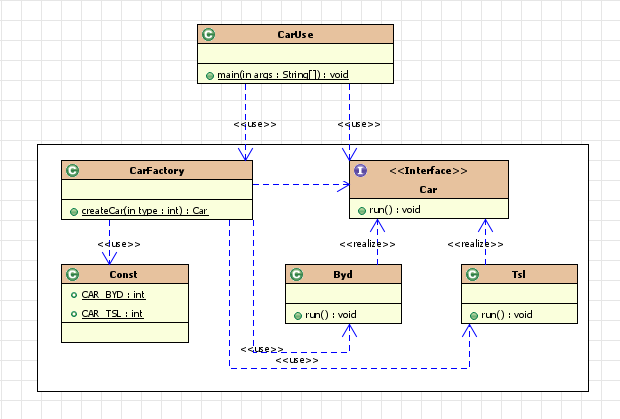 C CarUse
main(in args : String[]) : void
<<use>> <<use>>
C CarFactory
createCar(in type : int) : Car
I <<Interface>>
Car
run() : void
<<use>> <<realize>> <<realize>>
C Const
CAR_BYD : int
CAR_TSL : int
C Byd
run() : void
C Tsl
run() : void
<<use>>
<<use>>